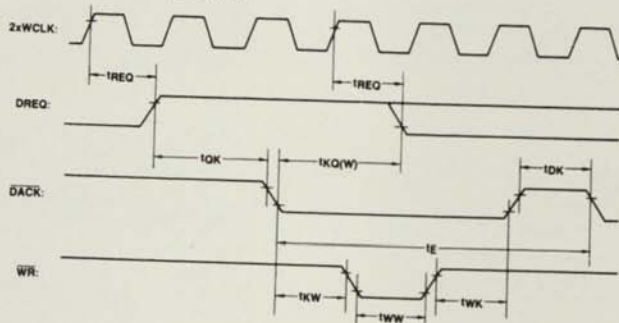 2xWCLK:
tREQ tREQ
DREQ:
tQK tKQ(W) tDK
DACK:
tE
WR:
tKW tWW tWK